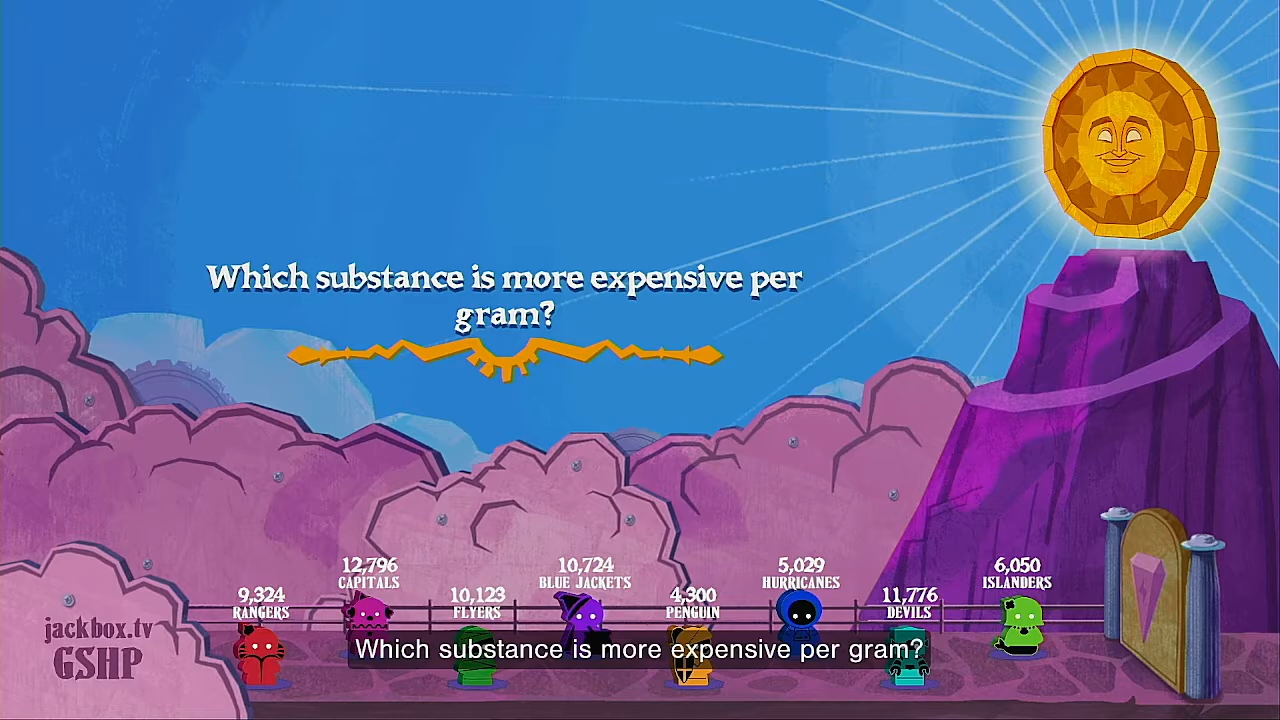 Which substance is more expensive per
gram?
12,796
CAPITALS
10,724
BLUE JACKETS
5,029
HURRICANES
6,050
ISLANDERS
9,324
RANGERS
10,123
FLYERS
4,300
PENGUIN
11,776
DEVILS
jackbox.tv
GSHP
Which substance is more expensive per gram?